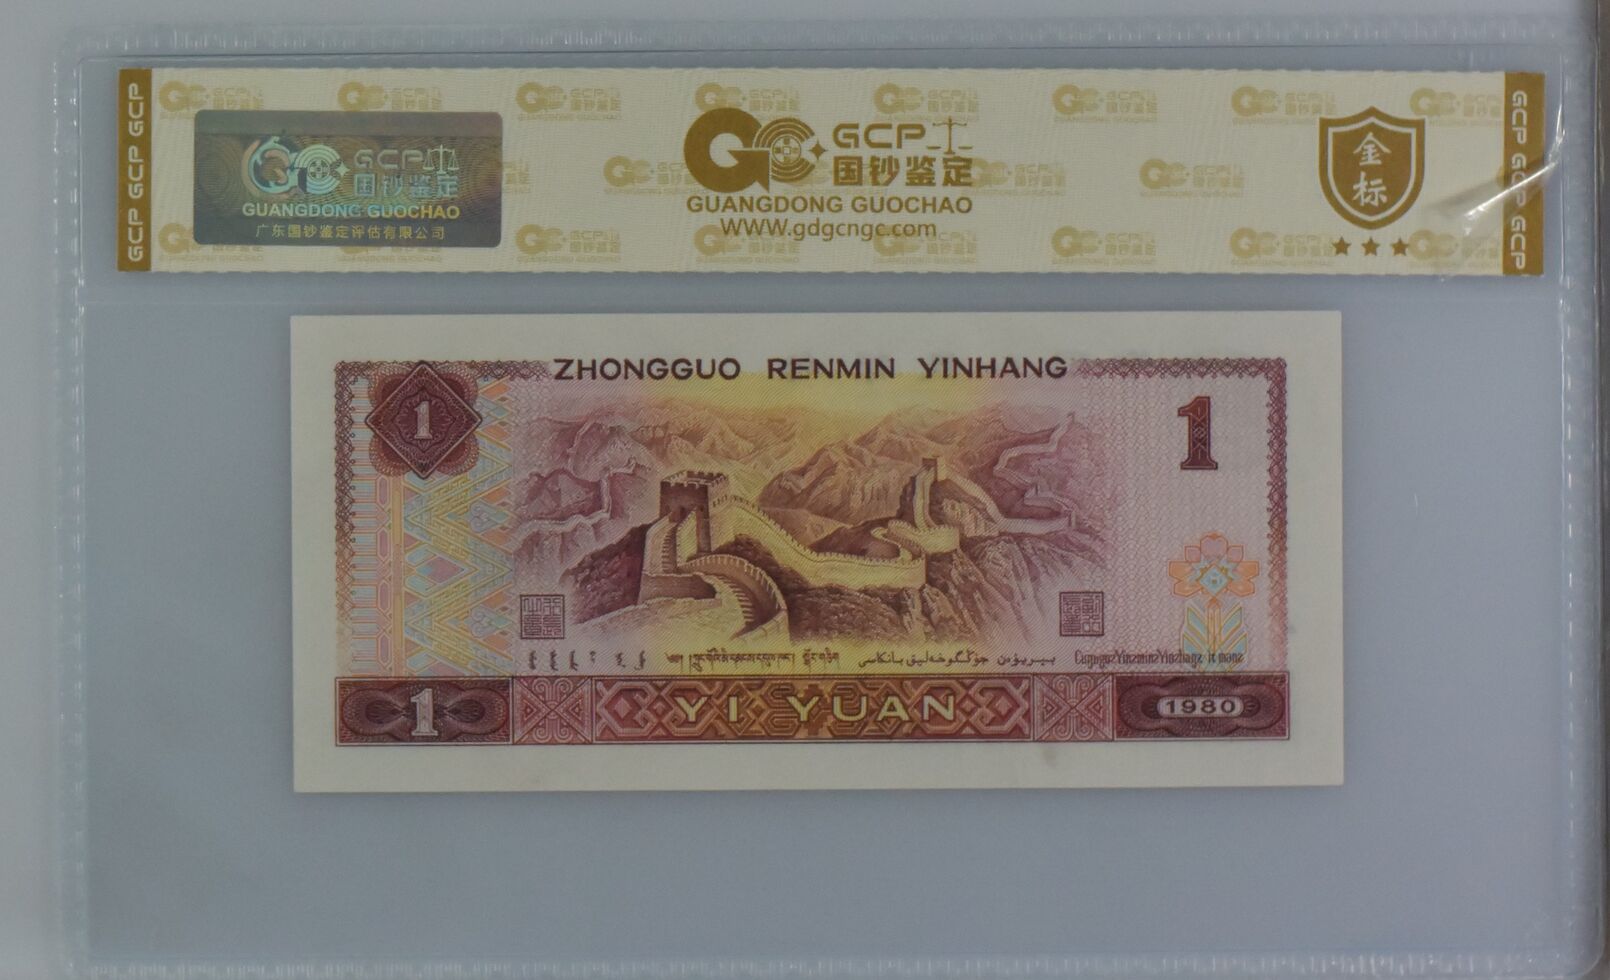 GCP GCP GCP
GCP
国钞鉴定
GUANGDONG GUOCHAO
广东国钞鉴定评估有限公司
GCP
国钞鉴定
GUANGDONG GUOCHAO
WWW.gdgcngc.com
金标
GCP GCP GCP
ZHONGGUO RENMIN YINHANG
1
1
1
YI YUAN
1980